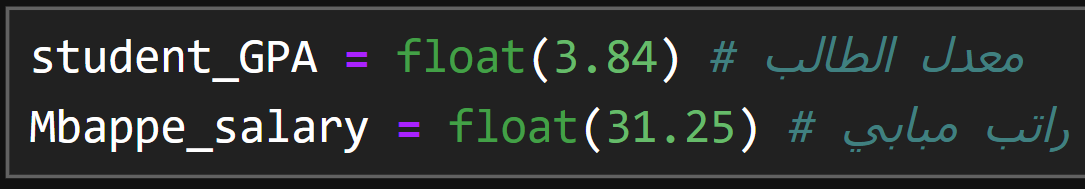 student_GPA = float(3.84) # معدل الطالب
Mbappe_salary = float(31.25) # راتب مبابي